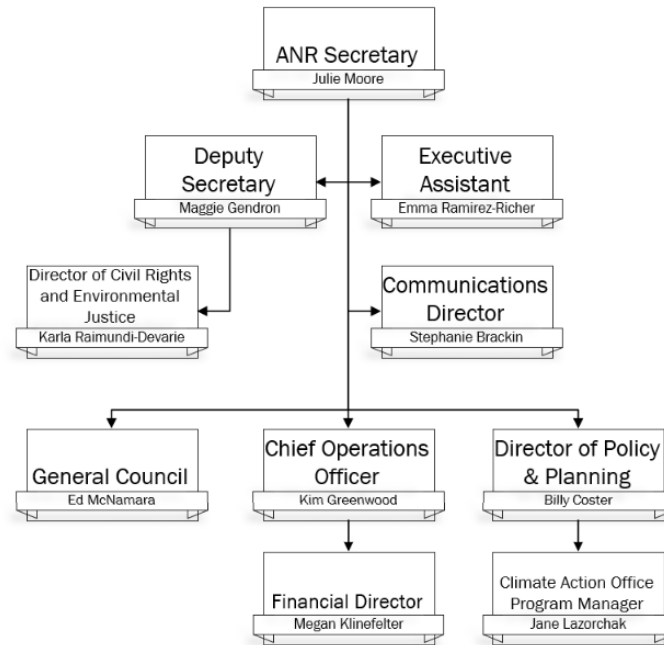 ANR Secretary
Julie Moore
Deputy
Secretary
Maggie Gendron
Executive
Assistant
Emma Ramirez-Richer
Director of Civil Rights
and Environmental
Justice
Karla Raimundi-Devarie
Communications
Director
Stephanie Brackin
General Council
Ed McNamara
Chief Operations
Officer
Kim Greenwood
Director of Policy
& Planning
Billy Coster
Financial Director
Megan Klinefelter
Climate Action Office
Program Manager
Jane Lazorchak